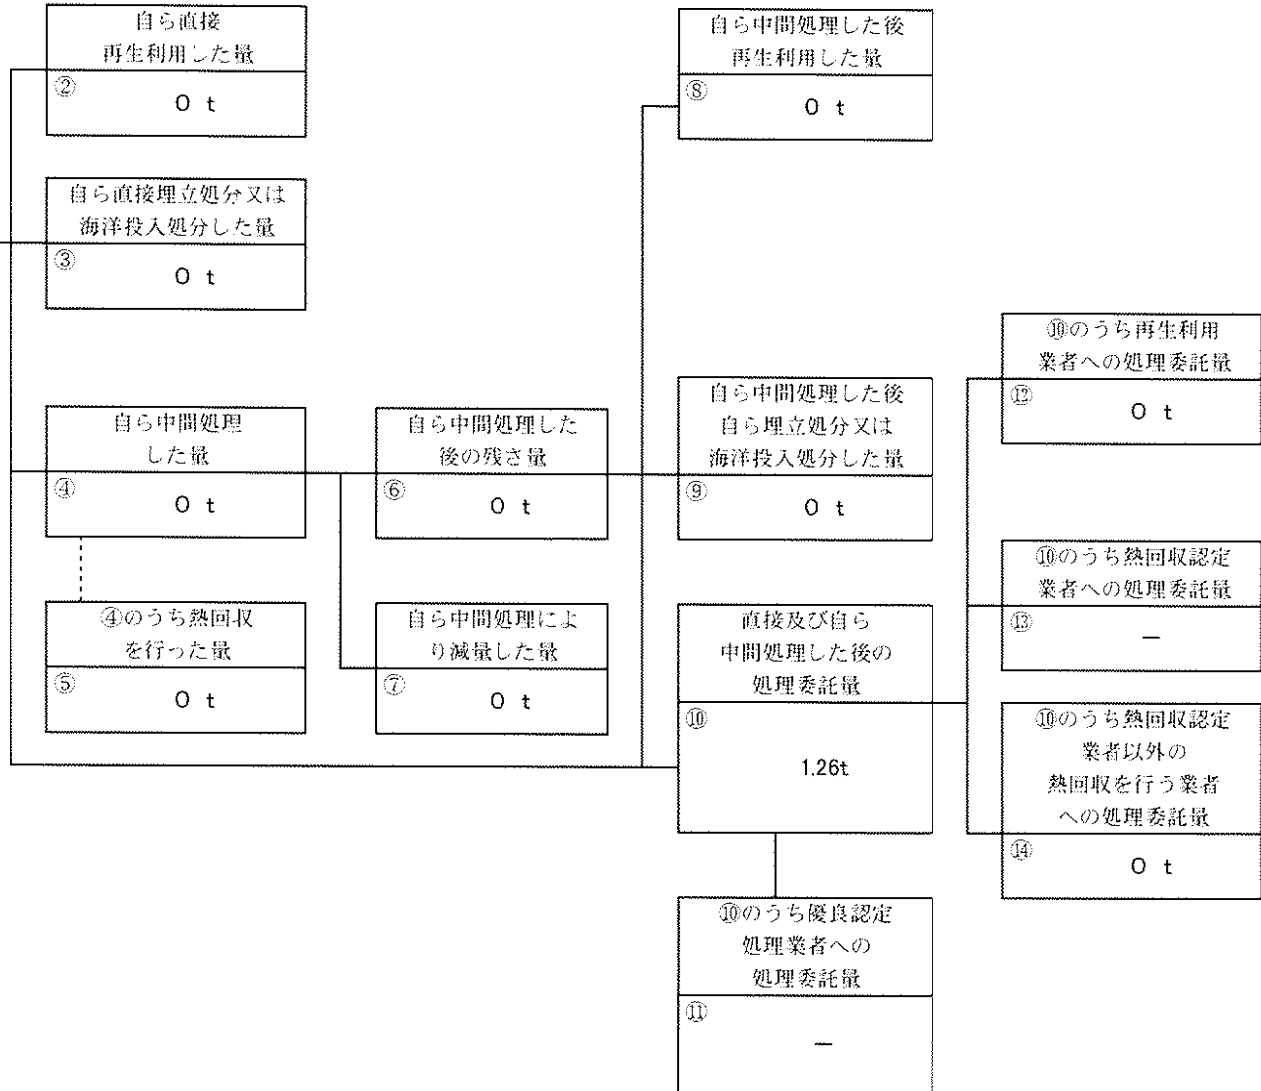 自ら直接
再生利用した量
②
0 t
自ら直接埋立処分又は
海洋投入処分した量
③
0 t
自ら中間処理
した量
④
0 t
④のうち熱回収
を行った量
⑤
0 t
自ら中間処理した
後の残さ量
⑥
0 t
自ら中間処理によ
り減量した量
⑦
0 t
自ら中間処理した後
再生利用した量
⑧
0 t
自ら中間処理した後
自ら埋立処分又は
海洋投入処分した量
⑨
0 t
直接及び自ら
中間処理した後の
処理委託量
⑩
1.26t
⑩のうち優良認定
処理業者への
処理委託量
⑪
―
⑩のうち再生利用
業者への処理委託量
⑫
0 t
⑩のうち熱回収認定
業者への処理委託量
⑬
―
⑩のうち熱回収認定
業者以外の
熱回収を行う業者
への処理委託量
⑭
0 t